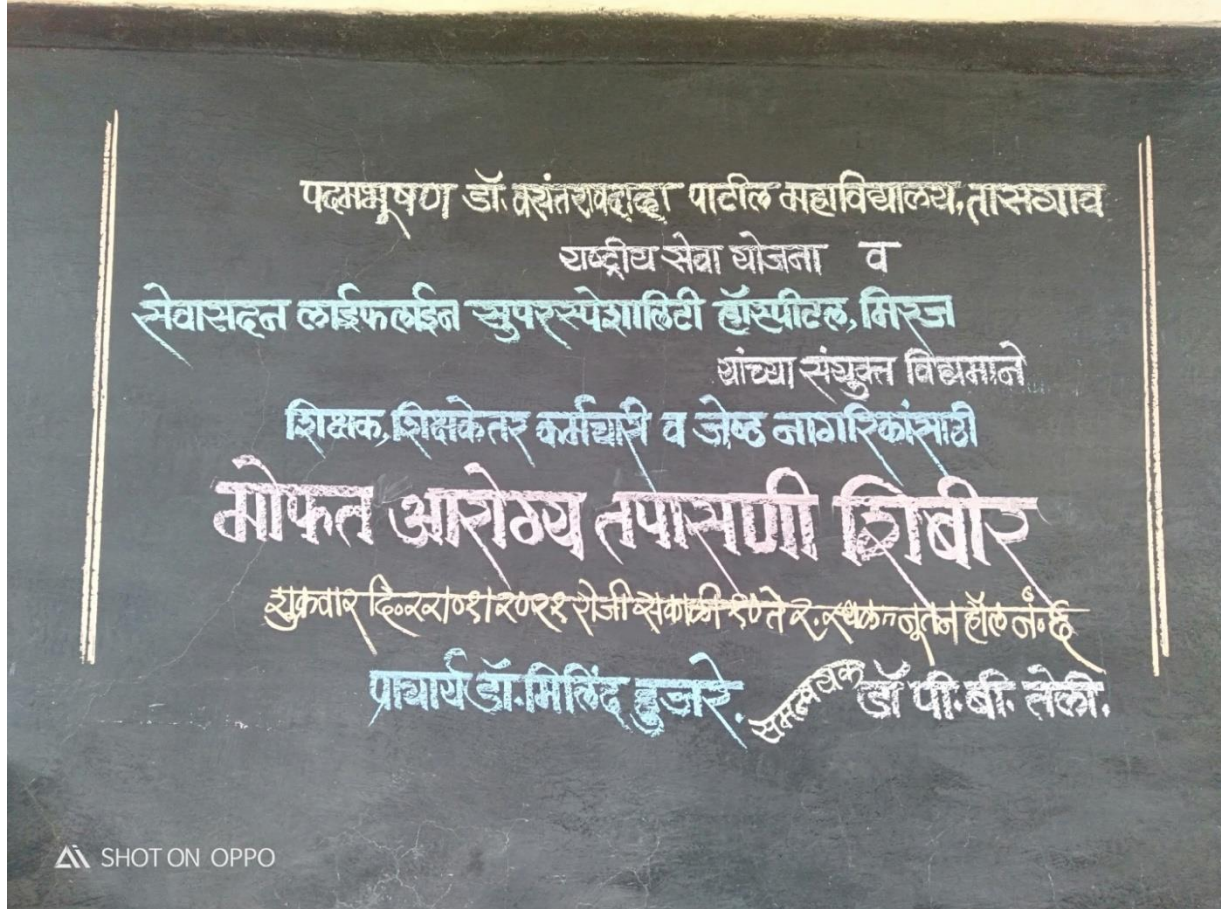 पदमभूषण डॉ. वसंतरावदादा पाटील महाविद्यालय, तासगाव
राष्ट्रीय सेवा योजना व
सेवासदन लाईफलाईन सुपरस्पेशालिटी हॉस्पीटल, मिरज
यांच्या संयुक्त विद्यमाने
शिक्षक, शिक्षकेतर कर्मचारी व जेष्ठ नागरिकांसाठी
मोफत आरोग्य तपासणी शिबीर
शुक्रवार दि. रोजी सकाळी १० ते २. स्थळ - नुतन हॉल नं. ६
प्राचार्य डॉ. मिलिंद हुजरे. समन्वयक डॉ पी. बी. तेली.
SHOT ON OPPO